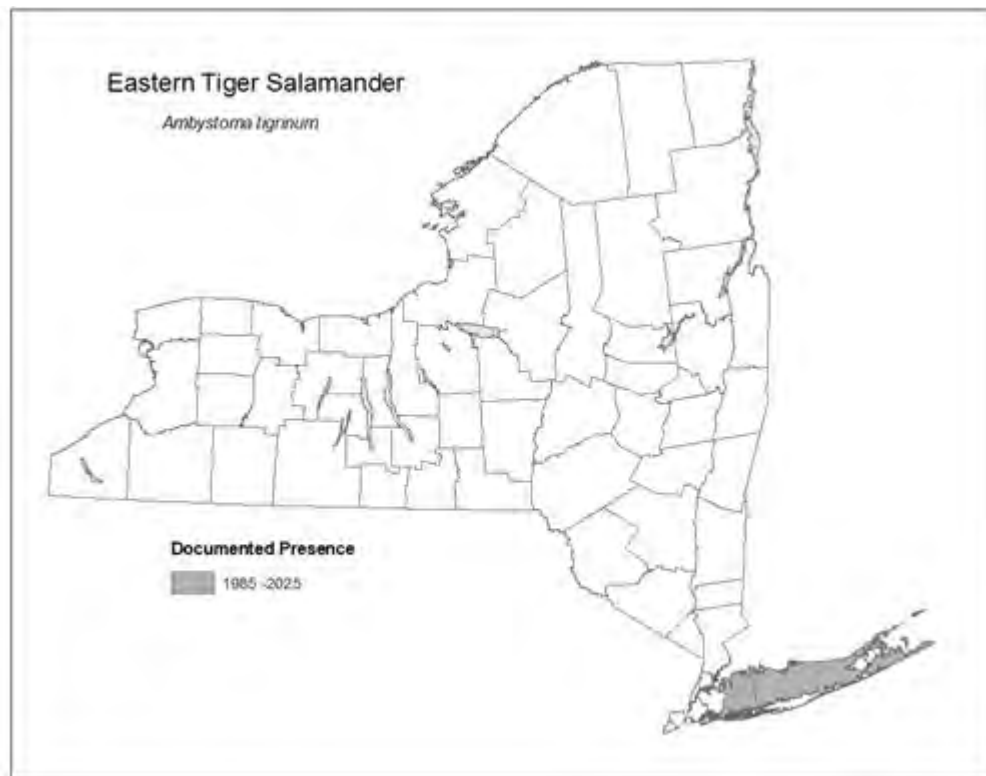 Eastern Tiger Salamander
Ambystoma tigrinum
Documented Presence
1985 -2025